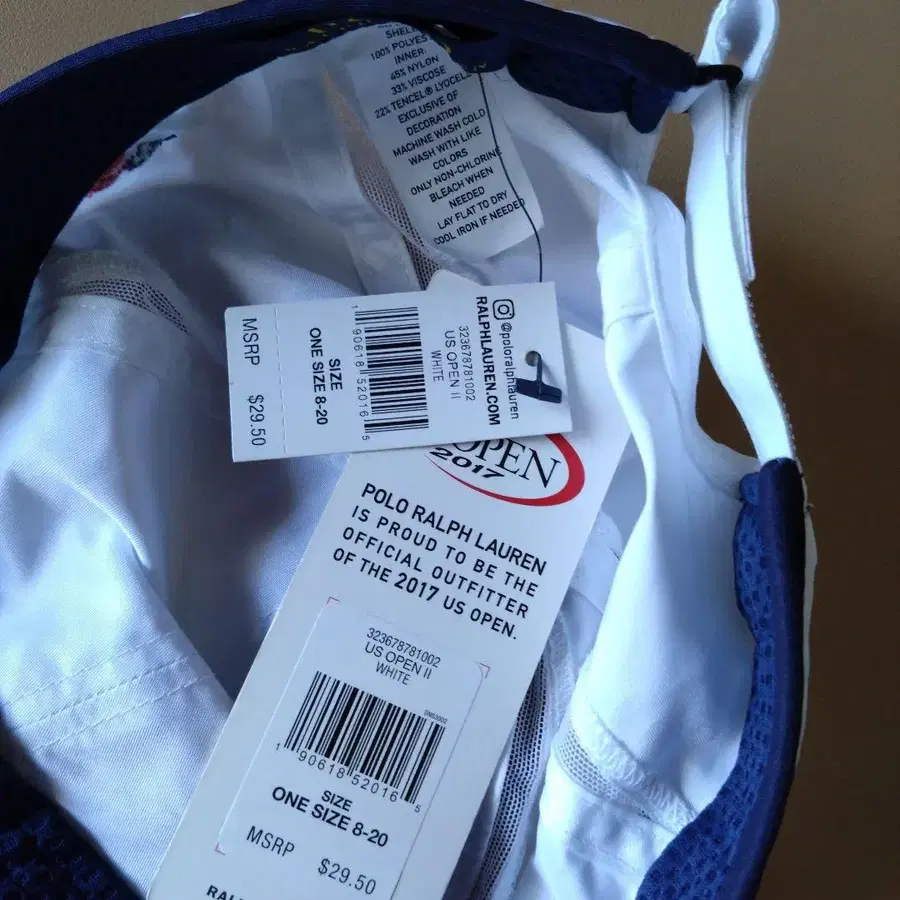 SHELL
100% POLYES
INNER:
45% NYLON
33% VISCOSE
22% TENCEL® LYOCELL
EXCLUSIVE OF
DECORATION
MACHINE WASH COLD
WASH WITH LIKE
COLORS
ONLY NON-CHLORINE
BLEACH WHEN
NEEDED
LAY FLAT TO DRY
COOL IRON IF NEEDED
@poloralphlauren
RALPHLAUREN.COM
323678781002
US OPEN II
WHITE
1 90618 52016 5
SIZE
ONE SIZE 8-20
MSRP $29.50
OPEN
2017
POLO RALPH LAUREN
IS PROUD TO BE THE
OFFICIAL OUTFITTER
OF THE 2017 US OPEN.
323678781002
US OPEN II
WHITE
1 90618 52016 5
SIZE
ONE SIZE 8-20
MSRP $29.50
RAL